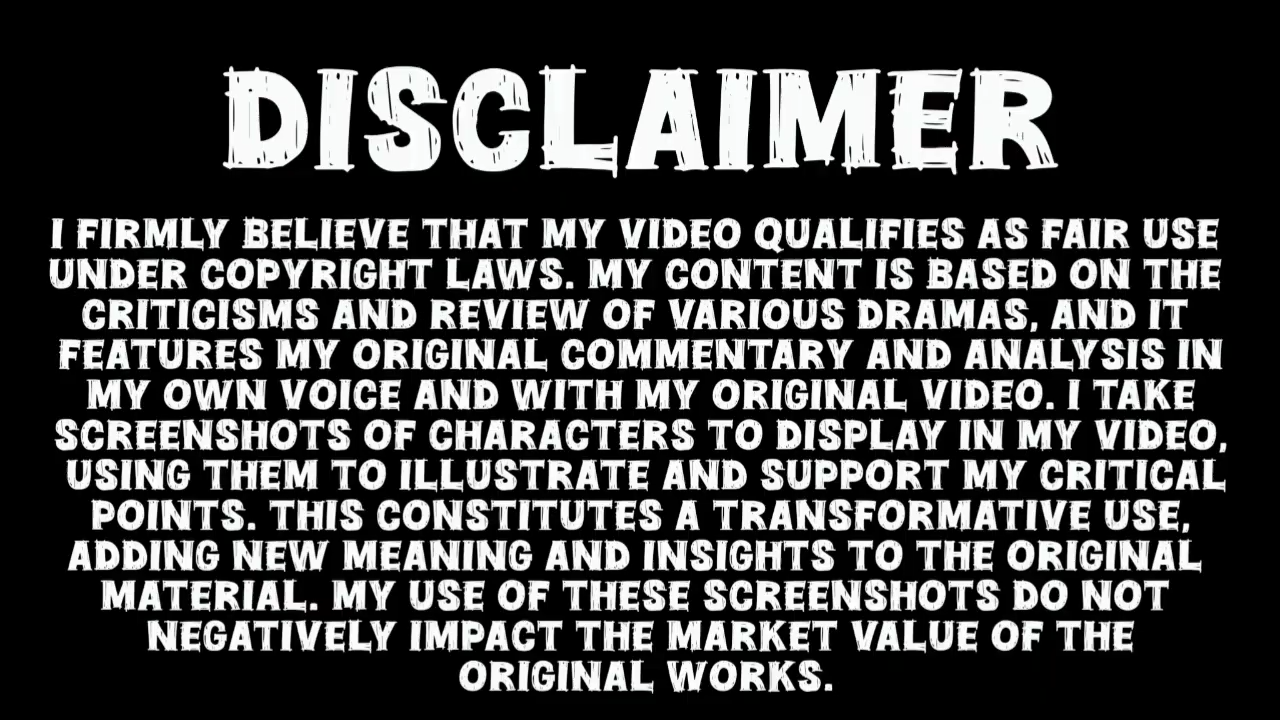 DISCLAIMER
I FIRMLY BELIEVE THAT MY VIDEO QUALIFIES AS FAIR USE
UNDER COPYRIGHT LAWS. MY CONTENT IS BASED ON THE
CRITICISMS AND REVIEW OF VARIOUS DRAMAS, AND IT
FEATURES MY ORIGINAL COMMENTARY AND ANALYSIS IN
MY OWN VOICE AND WITH MY ORIGINAL VIDEO. I TAKE
SCREENSHOTS OF CHARACTERS TO DISPLAY IN MY VIDEO,
USING THEM TO ILLUSTRATE AND SUPPORT MY CRITICAL
POINTS. THIS CONSTITUTES A TRANSFORMATIVE USE,
ADDING NEW MEANING AND INSIGHTS TO THE ORIGINAL
MATERIAL. MY USE OF THESE SCREENSHOTS DO NOT
NEGATIVELY IMPACT THE MARKET VALUE OF THE
ORIGINAL WORKS.